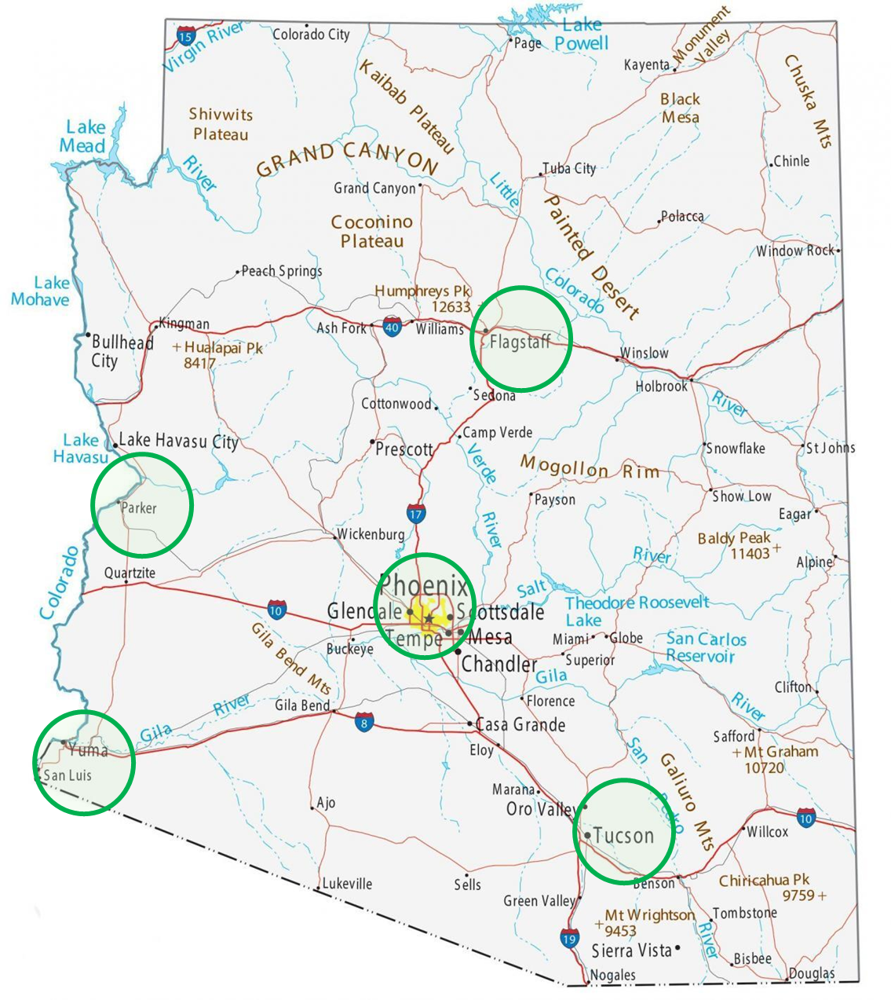 15
Virgin River
Colorado City
Page
Lake
Powell
Monument
Valley
Kayenta
Kaibab Plateau
Chuska Mts
Shivwits
Plateau
Black
Mesa
Lake
Mead
River
GRAND CANYON
Tuba City
Chinle
Grand Canyon
Little
Painted Desert
Coconino
Plateau
Polacca
Window Rock
Peach Springs
Lake
Mohave
Humphreys Pk
12633
Colorado
Kingman
Ash Fork
40
Williams
Flagstaff
Bullhead
City
Hualapai Pk
8417
Winslow
Holbrook
Sedona
Cottonwood
River
Lake
Havasu
Lake Havasu City
Camp Verde
Prescott
Verde
Snowflake
St Johns
Mogollon Rim
Parker
17
Payson
Show Low
Eagar
River
Wickenburg
Baldy Peak
11403
River
Alpine
Colorado
Quartzite
Phoenix
Salt
10
Glendale
Scottsdale
Theodore Roosevelt
Lake
Gila Bend Mts
Tempe
Mesa
Miami
Globe
San Carlos
Reservoir
Buckeye
Chandler
Superior
Gila
Clifton
River
Gila Bend
Florence
River
8
Casa Grande
Gila
Safford
Yuma
Eloy
San
Pedro
Mt Graham
10720
San Luis
Galiuro Mts
Marana
Oro Valley
Ajo
10
Tucson
Willcox
Lukeville
Sells
Benson
Chiricahua Pk
9759
Green Valley
Mt Wrightson
9453
Tombstone
19
Sierra Vista
River
Bisbee
Nogales
Douglas